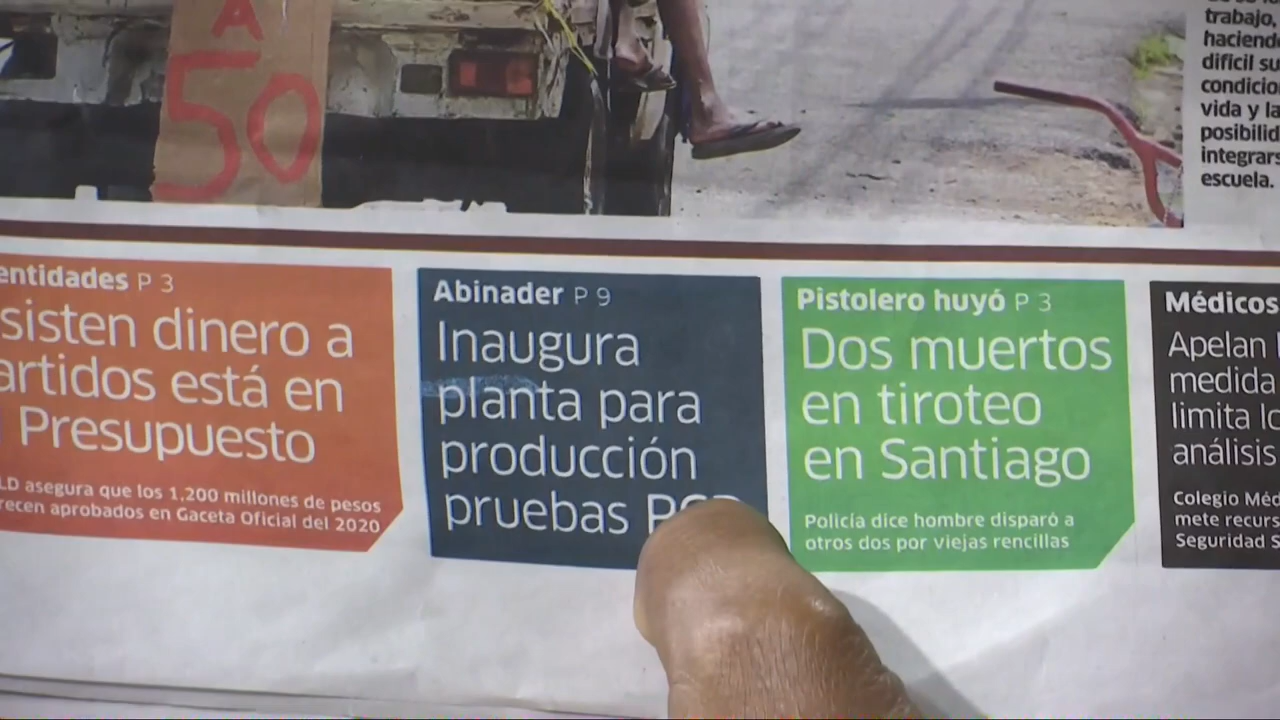 A
50
trabajo,
haciend
difícil su
condicio
vida y la
posibilid
integrars
escuela.
entidades P 3
sisten dinero a
artidos está en
Presupuesto
LD asegura que los 1,200 millones de pesos
recen aprobados en Gaceta Oficial del 2020
Abinader P 9
Inaugura
planta para
producción
pruebas PCR
Pistolero huyó P 3
Dos muertos
en tiroteo
en Santiago
Policía dice hombre disparó a
otros dos por viejas rencillas
Médicos
Apelan
medida
limita lo
análisis
Colegio Méd
mete recurs
Seguridad S